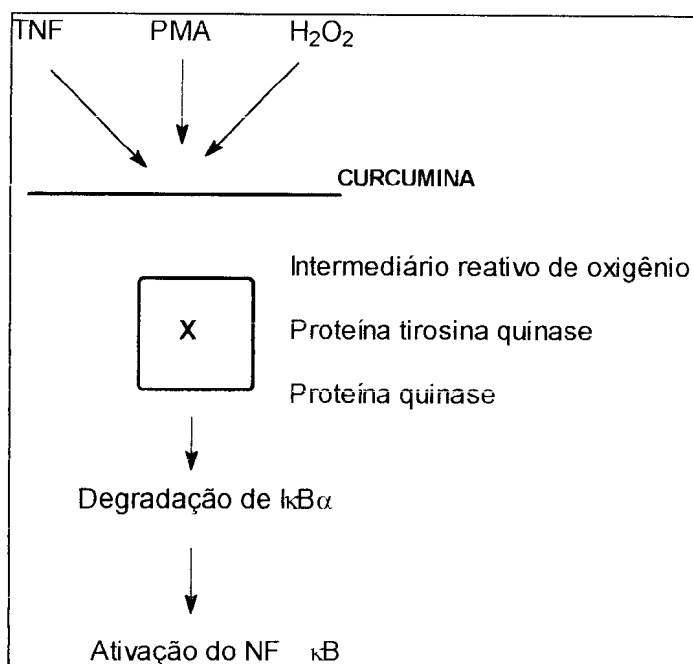 TNF PMA H₂O₂
CURCUMINA
Intermediário reativo de oxigênio
X
Proteína tirosina quinase
Proteína quinase
Degradação de IκBα
Ativação do NF κB